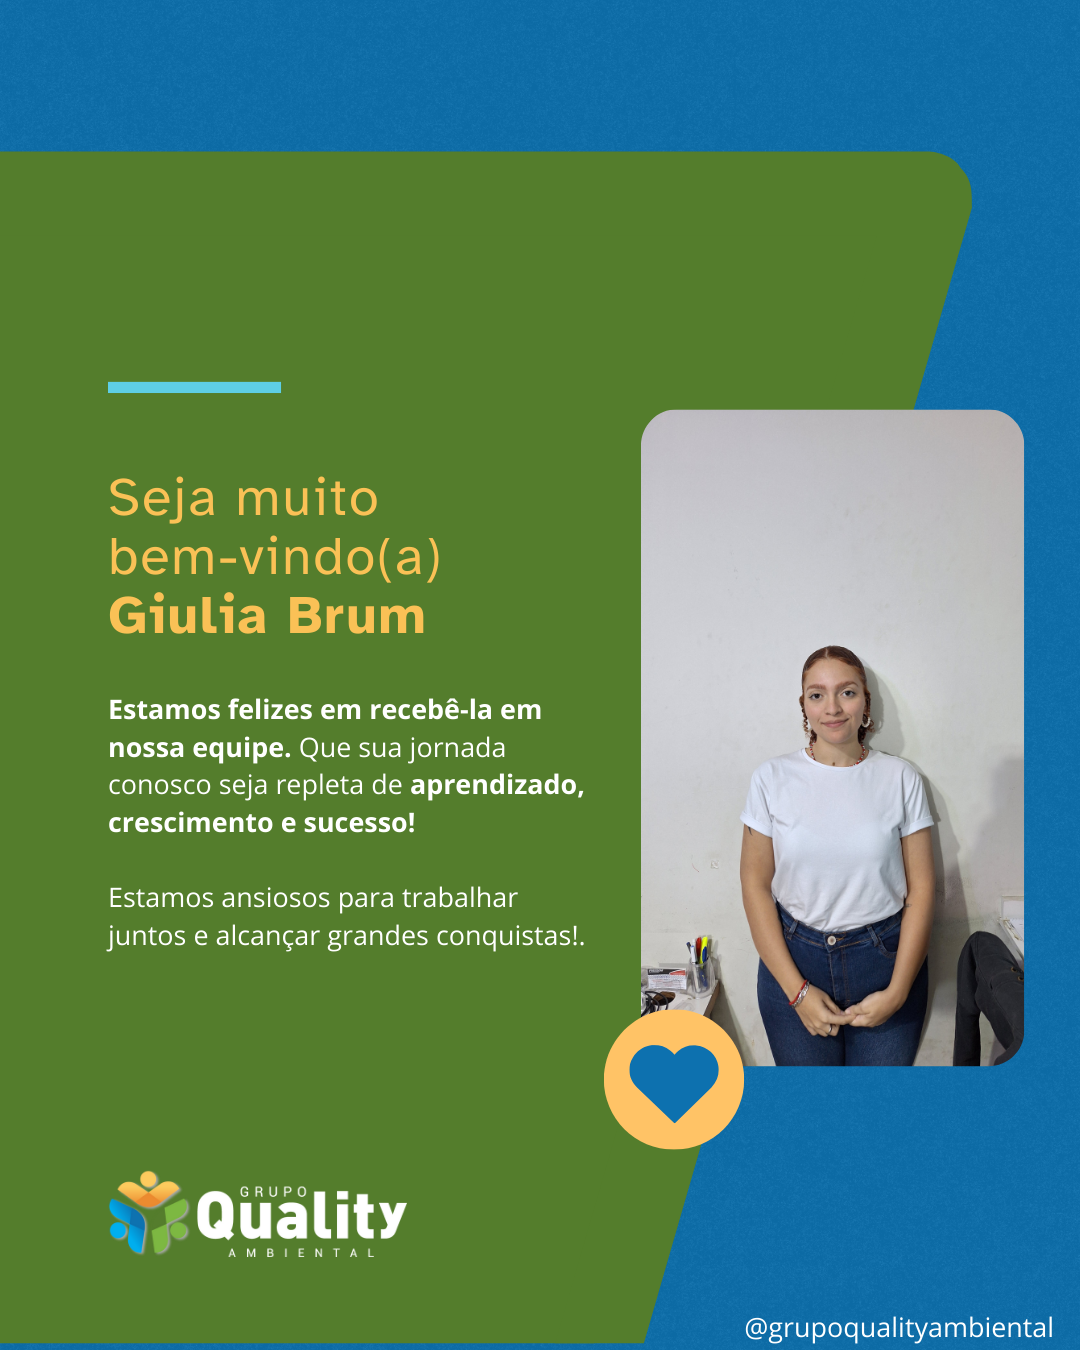 Seja muito
bem-vindo(a)
Giulia Brum
Estamos felizes em recebê-la em
nossa equipe. Que sua jornada
conosco seja repleta de aprendizado,
crescimento e sucesso!
Estamos ansiosos para trabalhar
juntos e alcançar grandes conquistas!.
GRUPO
Quality
AMBIENTAL
@grupoqualityambiental